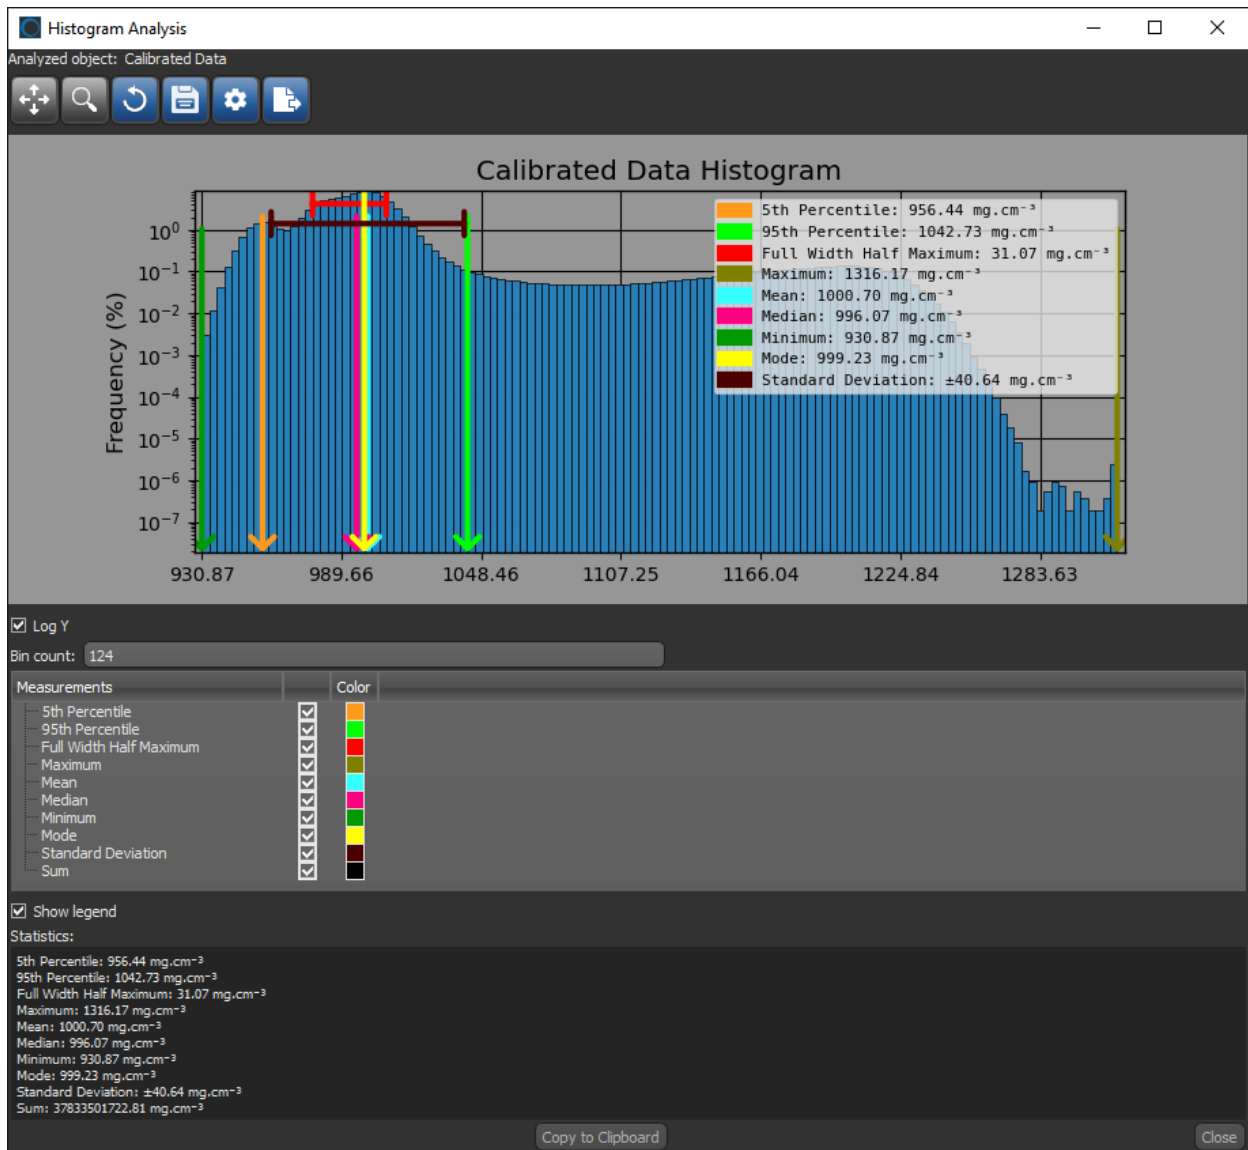 Histogram Analysis
Analyzed object: Calibrated Data
Calibrated Data Histogram
Frequency (%)
10⁰
10⁻¹
10⁻²
10⁻³
10⁻⁴
10⁻⁵
10⁻⁶
10⁻⁷
5th Percentile: 956.44 mg.cm⁻³
95th Percentile: 1042.73 mg.cm⁻³
Full Width Half Maximum: 31.07 mg.cm⁻³
Maximum: 1316.17 mg.cm⁻³
Mean: 1000.70 mg.cm⁻³
Median: 996.07 mg.cm⁻³
Minimum: 930.87 mg.cm⁻³
Mode: 999.23 mg.cm⁻³
Standard Deviation: ±40.64 mg.cm⁻³
930.87 989.66 1048.46 1107.25 1166.04 1224.84 1283.63
Log Y
Bin count: 124
Measurements Color
5th Percentile
95th Percentile
Full Width Half Maximum
Maximum
Mean
Median
Minimum
Mode
Standard Deviation
Sum
Show legend
Statistics:
5th Percentile: 956.44 mg.cm⁻³
95th Percentile: 1042.73 mg.cm⁻³
Full Width Half Maximum: 31.07 mg.cm⁻³
Maximum: 1316.17 mg.cm⁻³
Mean: 1000.70 mg.cm⁻³
Median: 996.07 mg.cm⁻³
Minimum: 930.87 mg.cm⁻³
Mode: 999.23 mg.cm⁻³
Standard Deviation: ±40.64 mg.cm⁻³
Sum: 37833501722.81 mg.cm⁻³
Copy to Clipboard Close